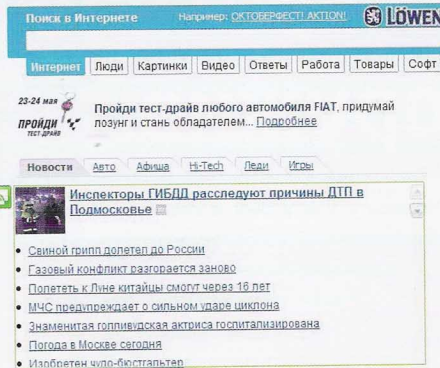 Поиск в Интернете Например: ОКТОБЕРФЕСТ! АКТІОN! LÖWEN
Интернет Люди Картинки Видео Ответы Работа Товары Софт
23-24 мая
ПРОЙДИ
ТЕСТ-ДРАЙВ
Пройди тест-драйв любого автомобиля FIAT, придумай
лозунг и стань обладателем... Подробнее
Новости Авто Афиша Hi-Tech Леди Игры
Инспекторы ГИБДД расследуют причины ДТП в
Подмосковье
Свиной грипп долетел до России
Газовый конфликт разгорается заново
Полететь к Луне китайцы смогут через 16 лет
МЧС предупреждает о сильном ударе циклона
Знаменитая голливудская актриса госпитализирована
Погода в Москве сегодня
Изобретен чудо-бюстгальтер